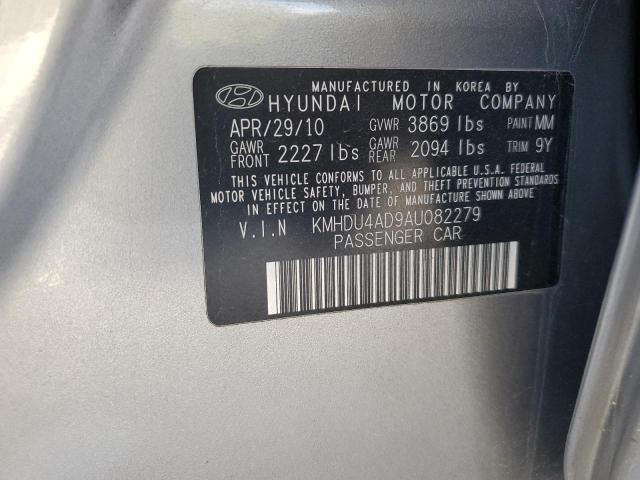 MANUFACTURED IN KOREA BY
HYUNDAI MOTOR COMPANY
APR/29/10 GVWR 3869 lbs PAINT MM
GAWR FRONT 2227 lbs GAWR REAR 2094 lbs TRIM 9Y
THIS VEHICLE CONFORMS TO ALL APPLICABLE U.S.A. FEDERAL
MOTOR VEHICLE SAFETY, BUMPER, AND THEFT PREVENTION STANDARDS
IN EFFECT ON THE DATE OF MANUFACTURE SHOWN ABOVE
V.I.N KMHDU4AD9AU082279
PASSENGER CAR